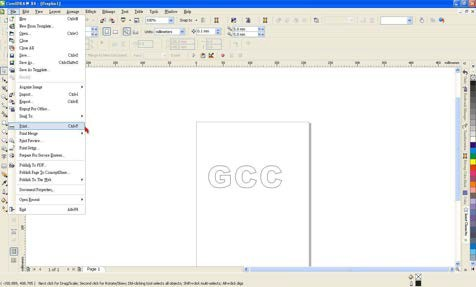 CorelDRAW X4 - [Graphic1]
File Edit View Layout Arrange Effects Bitmaps Text Table Tools Window Help
New Ctrl+N
New From Template...
Open... Ctrl+O
Close
Close All
Save... Ctrl+S
Save As... Ctrl+Shift+S
Save As Template...
Acquire Image
Import... Ctrl+I
Export... Ctrl+E
Export For Office...
Send To
Print... Ctrl+P
Print Merge
Print Preview...
Print Setup...
Prepare For Service Bureau...
Publish To PDF...
Publish Page To ConceptShare...
Publish To The Web
Document Properties...
Open Recent
Exit Alt+F4
100%
Snap to
Units: millimeters
0.1 mm
5.0 mm
5.0 mm
millimeters
GCC
1 of 1
Page 1
Next click for Drag/Scale; Second click for Rotate/Skew; Dbl-clicking tool selects all objects; Shift+click multi-selects; Alt+click digs